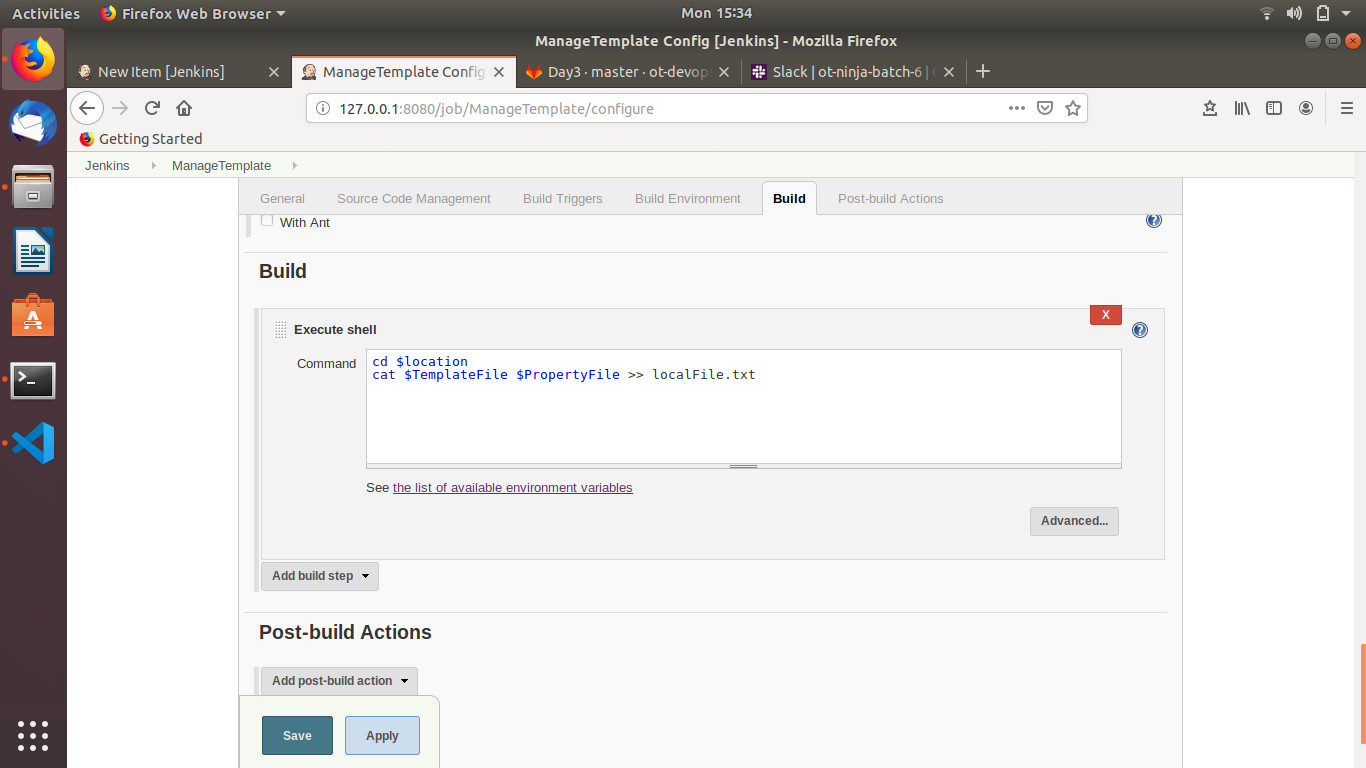 Activities Firefox Web Browser Mon 15:34
ManageTemplate Config [Jenkins] - Mozilla Firefox
New Item [Jenkins] ManageTemplate Config Day3 · master · ot-devops Slack | ot-ninja-batch-6 |
127.0.0.1:8080/job/ManageTemplate/configure
Getting Started
Jenkins ManageTemplate
General Source Code Management Build Triggers Build Environment Build Post-build Actions
With Ant
Build
X
Execute shell
Command
cd $location
cat $TemplateFile $PropertyFile >> localFile.txt
See the list of available environment variables
Advanced...
Add build step
Post-build Actions
Add post-build action
Save Apply